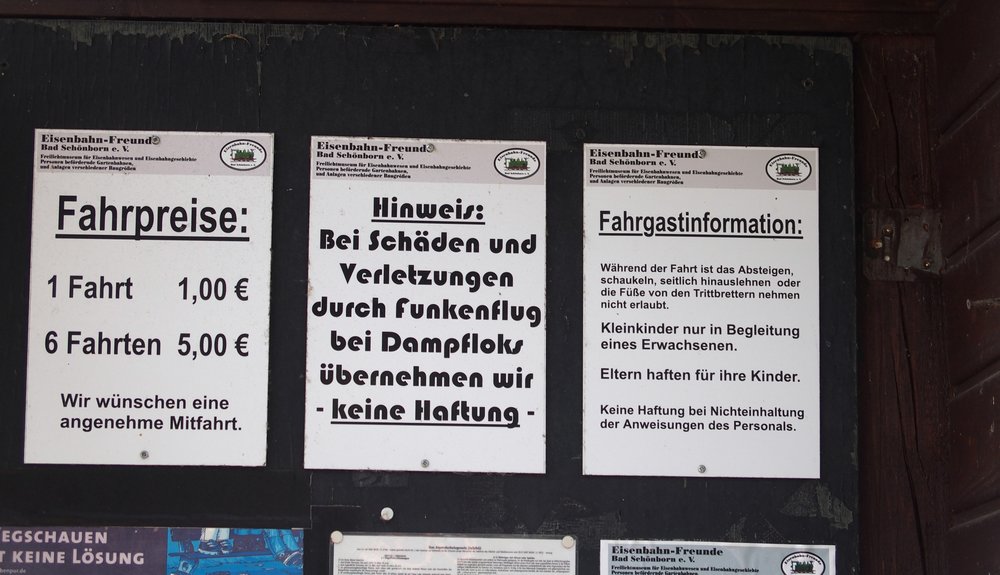 Eisenbahn-Freunde
Bad Schönborn e. V.
Freilichtmuseum für Eisenbahnwesen und Eisenbahngeschichte
Personen befördernde Gartenbahnen,
und Anlagen verschiedener Baugrößen
Fahrpreise:
1 Fahrt 1,00 €
6 Fahrten 5,00 €
Wir wünschen eine
angenehme Mitfahrt.
Eisenbahn-Freunde
Bad Schönborn e. V.
Freilichtmuseum für Eisenbahnwesen und Eisenbahngeschichte
Personen befördernde Gartenbahnen,
und Anlagen verschiedener Baugrößen
Hinweis:
Bei Schäden und
Verletzungen
durch Funkenflug
bei Dampfloks
übernehmen wir
- keine Haftung -
Eisenbahn-Freunde
Bad Schönborn e. V.
Freilichtmuseum für Eisenbahnwesen und Eisenbahngeschichte
Personen befördernde Gartenbahnen,
und Anlagen verschiedener Baugrößen
Fahrgastinformation:
Während der Fahrt ist das Absteigen,
schaukeln, seitlich hinauslehnen oder
die Füße von den Trittbrettern nehmen
nicht erlaubt.
Kleinkinder nur in Begleitung
eines Erwachsenen.
Eltern haften für ihre Kinder.
Keine Haftung bei Nichteinhaltung
der Anweisungen des Personals.
EGSCHAUEN
T KEINE LÖSUNG
Eisenbahn-Freunde
Bad Schönborn e. V.
Freilichtmuseum für Eisenbahnwesen und Eisenbahngeschichte